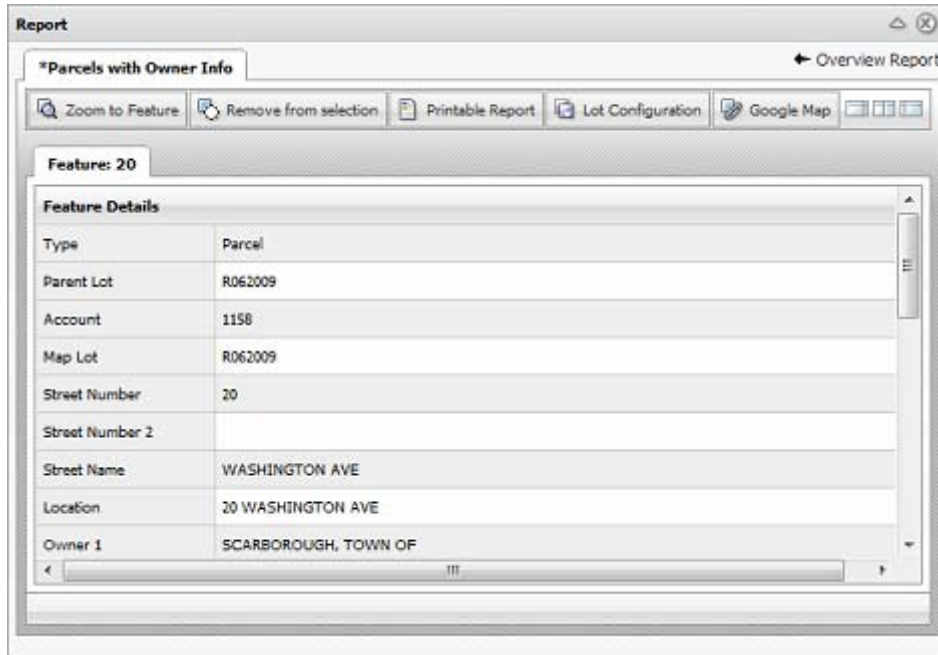 Report
*Parcels with Owner Info
Overview Report
Zoom to Feature Remove from selection Printable Report Lot Configuration Google Map
Feature: 20
Feature Details
Type Parcel
Parent Lot R062009
Account 1158
Map Lot R062009
Street Number 20
Street Number 2
Street Name WASHINGTON AVE
Location 20 WASHINGTON AVE
Owner 1 SCARBOROUGH, TOWN OF